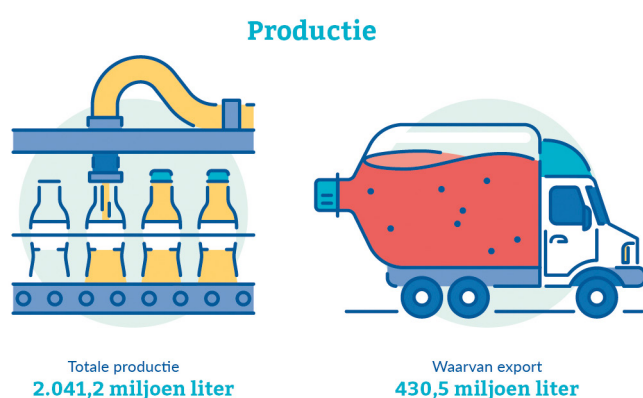 Productie
Totale productie
2.041,2 miljoen liter
Waarvan export
430,5 miljoen liter